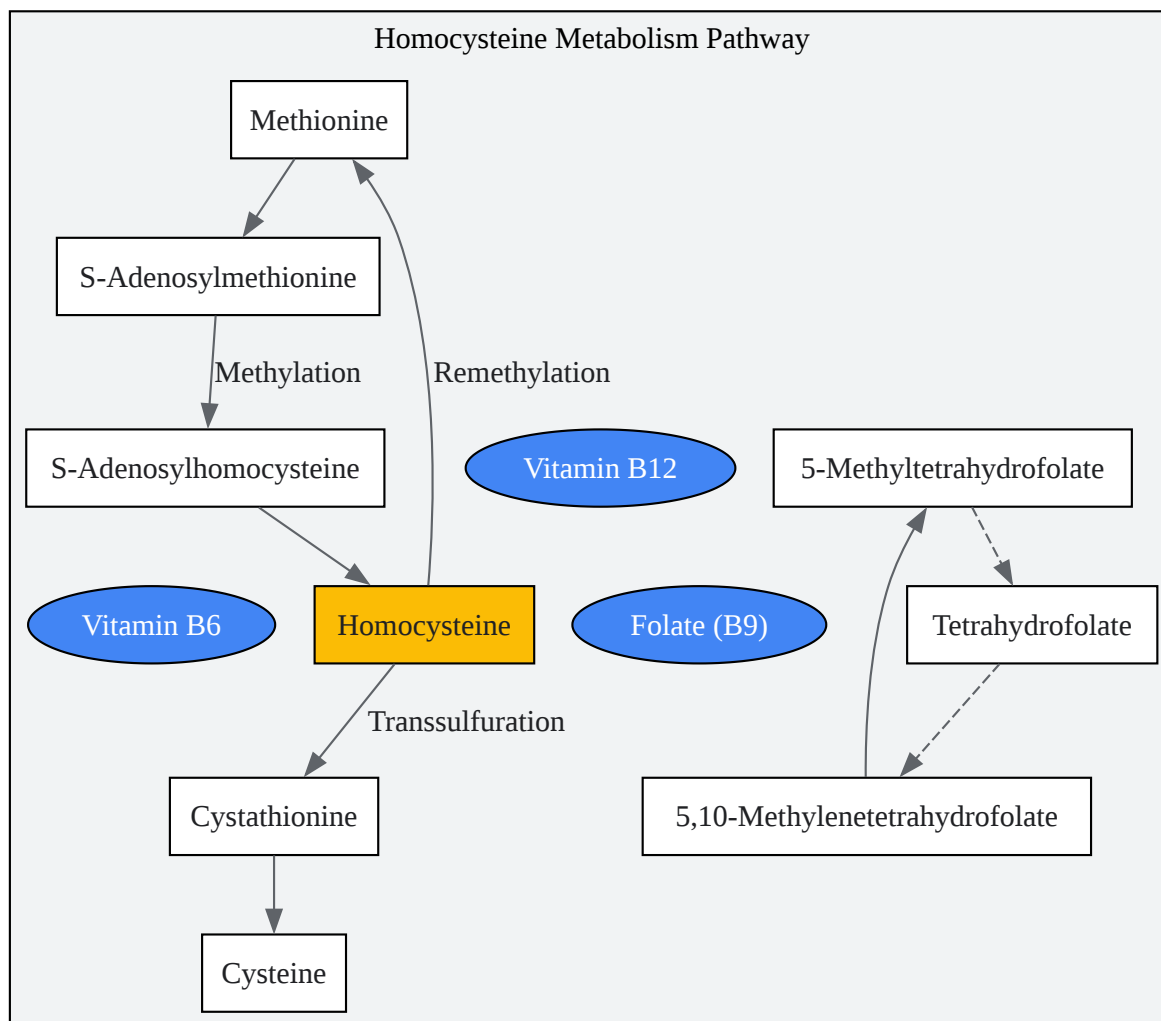 Homocysteine Metabolism Pathway
Methionine
S-Adenosylmethionine
Methylation
Remethylation
S-Adenosylhomocysteine
Vitamin B12
5-Methyltetrahydrofolate
Vitamin B6
Homocysteine
Folate (B9)
Tetrahydrofolate
Transsulfuration
Cystathionine
5,10-Methylenetetrahydrofolate
Cysteine